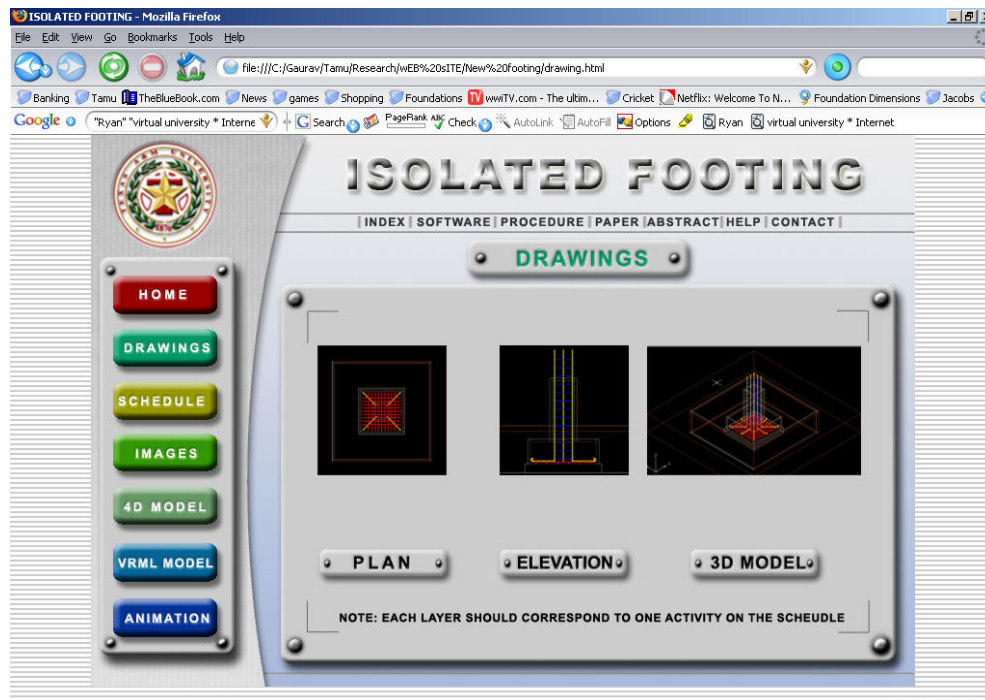 ISOLATED FOOTING - Mozilla Firefox
File Edit View Go Bookmarks Tools Help
file:///C:/Gaurav/Tamu/Research/wEB%20sITE/New%20footing/drawing.html
Banking Tamu TheBlueBook.com News games Shopping Foundations wwiTV.com - The ultim... Cricket Netflix: Welcome To N... Foundation Dimensions Jacobs
Google "Ryan" "virtual university * Interne Search PageRank ABC Check AutoLink AutoFill Options Ryan virtual university * Internet
ISOLATED FOOTING
| INDEX | SOFTWARE | PROCEDURE | PAPER |ABSTRACT| HELP | CONTACT |
DRAWINGS
HOME
DRAWINGS
SCHEDULE
IMAGES
4D MODEL
VRML MODEL
ANIMATION
PLAN ELEVATION 3D MODEL
NOTE: EACH LAYER SHOULD CORRESPOND TO ONE ACTIVITY ON THE SCHEUDLE